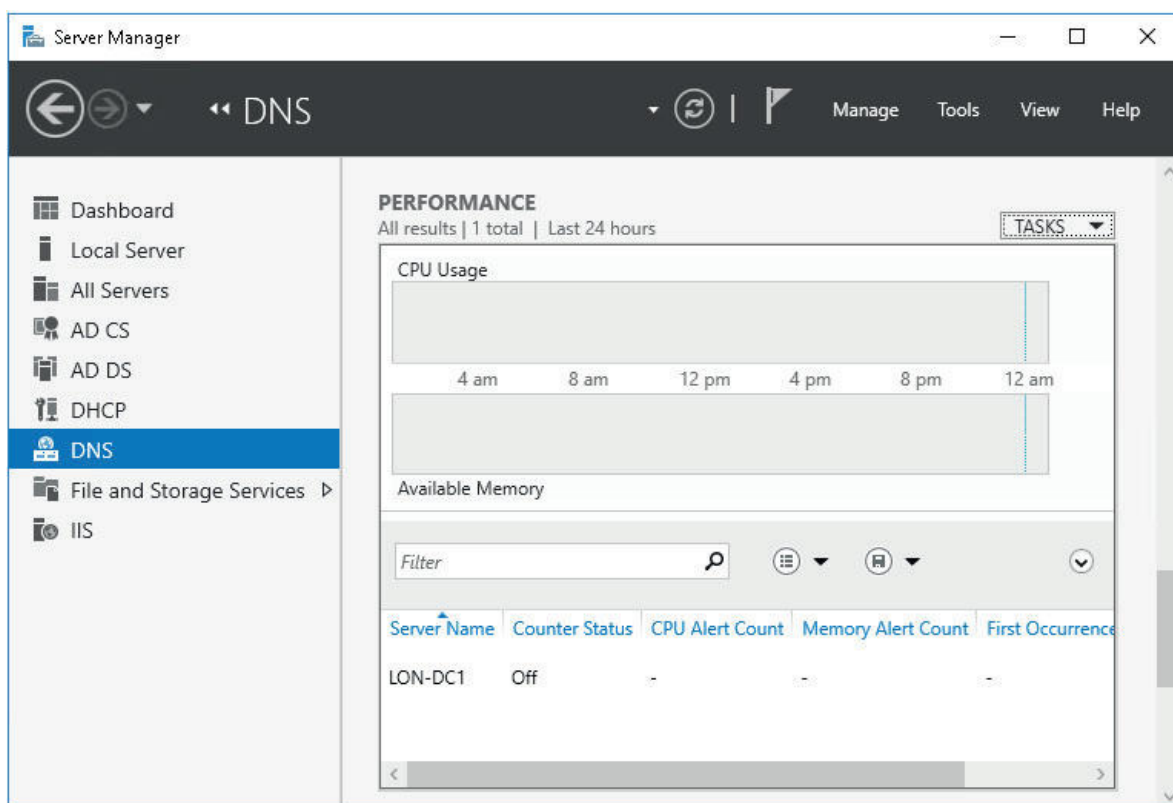 Server Manager
DNS
Manage Tools View Help
Dashboard
Local Server
All Servers
AD CS
AD DS
DHCP
DNS
File and Storage Services
IIS
PERFORMANCE
All results | 1 total | Last 24 hours
TASKS
CPU Usage
4 am 8 am 12 pm 4 pm 8 pm 12 am
Available Memory
Filter
Server Name Counter Status CPU Alert Count Memory Alert Count First Occurrence
LON-DC1 Off - - -